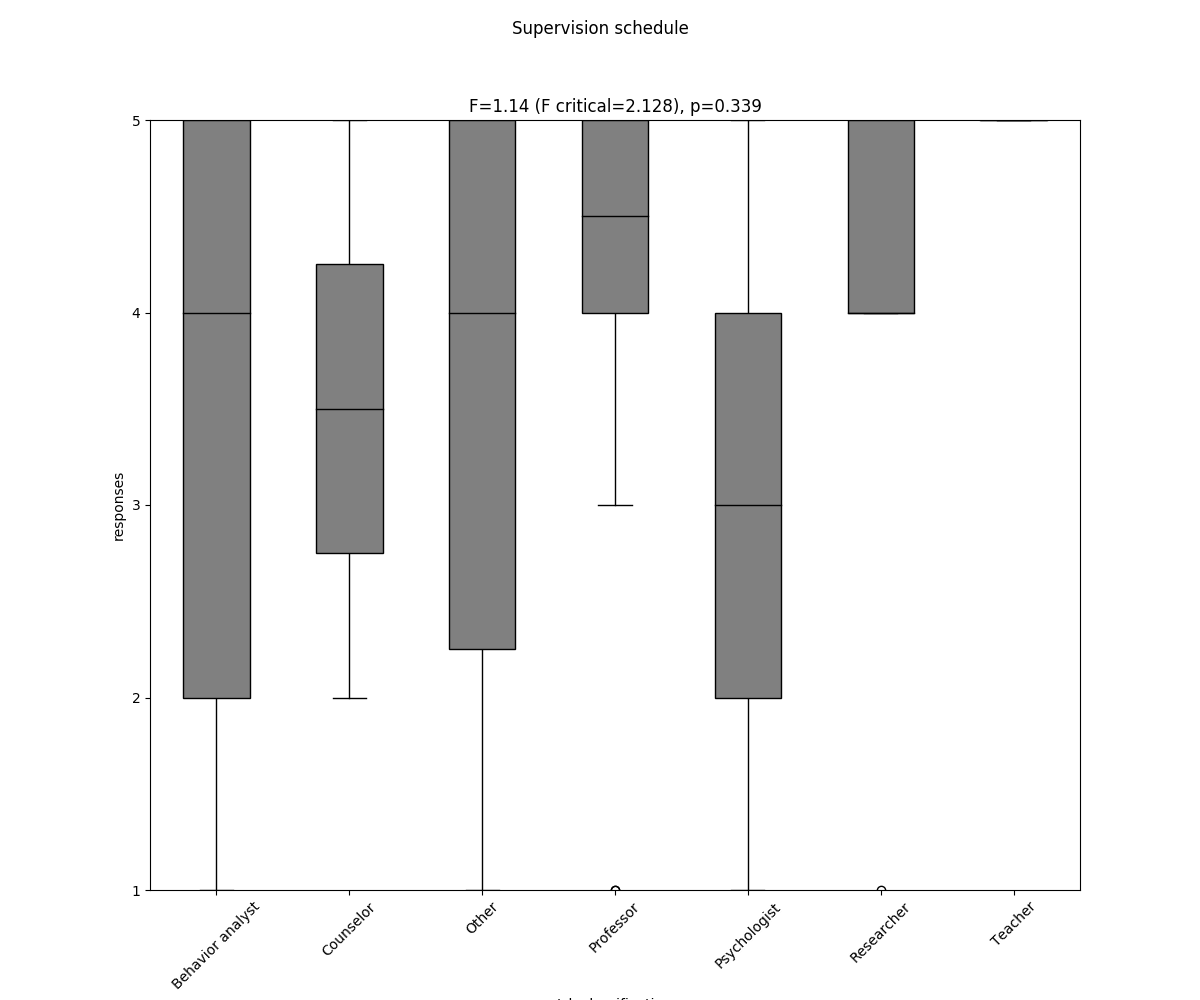 Supervision schedule
F=1.14 (F critical=2.128), p=0.339
5
4
3
2
1
responses
Behavior analyst
Counselor
Other
Professor
Psychologist
Researcher
Teacher